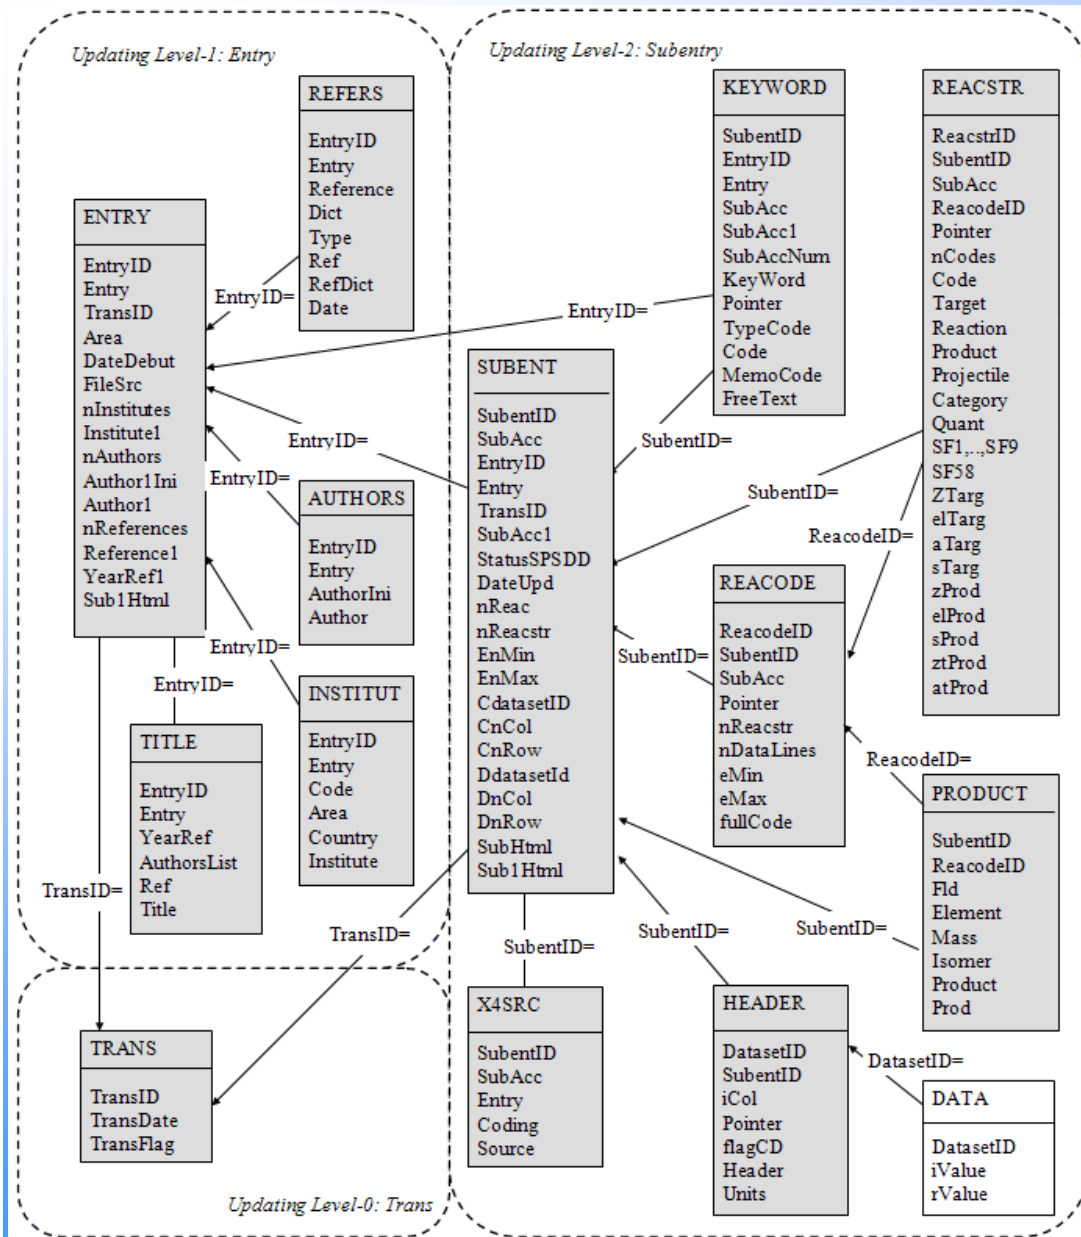 Updating Level-1: Entry
REFERS
EntryID
Entry
Reference
Dict
Type
Ref
RefDict
Date
ENTRY
EntryID
Entry
TransID
Area
DateDebut
FileSrc
nInstitutes
Institute1
nAuthors
Author1Ini
Author1
nReferences
Reference1
YearRef1
Sub1Html
EntryID=
EntryID=
EntryID=
AUTHORS
EntryID
Entry
AuthorIni
Author
EntryID=
EntryID=
INSTITUT
EntryID
Entry
Code
Area
Country
Institute
TITLE
EntryID
Entry
YearRef
AuthorsList
Ref
Title
TransID=
TransID=
TRANS
TransID
TransDate
TransFlag
Updating Level-0: Trans
Updating Level-2: Subentry
KEYWORD
SubentID
EntryID
Entry
SubAcc
SubAcc1
SubAccNum
KeyWord
Pointer
TypeCode
Code
MemoCode
FreeText
REACSTR
ReacstrID
SubentID
SubAcc
ReacodeID
Pointer
nCodes
Code
Target
Reaction
Product
Projectile
Category
Quant
SF1,..,SF9
SF58
ZTarg
elTarg
aTarg
sTarg
zProd
elProd
sProd
ztProd
atProd
EntryID=
SUBENT
SubentID
SubAcc
EntryID
Entry
TransID
SubAcc1
StatusSPSDD
DateUpd
nReac
nReacstr
EnMin
EnMax
CdatasetID
CnCol
CnRow
DdatasetId
DnCol
DnRow
SubHtml
Sub1Html
SubentID=
SubentID=
ReacodeID=
REACODE
ReacodeID
SubentID
SubAcc
Pointer
nReacstr
nDataLines
eMin
eMax
fullCode
SubentID=
ReacodeID=
PRODUCT
SubentID
ReacodeID
Fld
Element
Mass
Isomer
Product
Prod
SubentID=
SubentID=
SubentID=
X4SRC
SubentID
SubAcc
Entry
Coding
Source
HEADER
DatasetID
SubentID
iCol
Pointer
flagCD
Header
Units
DatasetID=
DATA
DatasetID
iValue
rValue